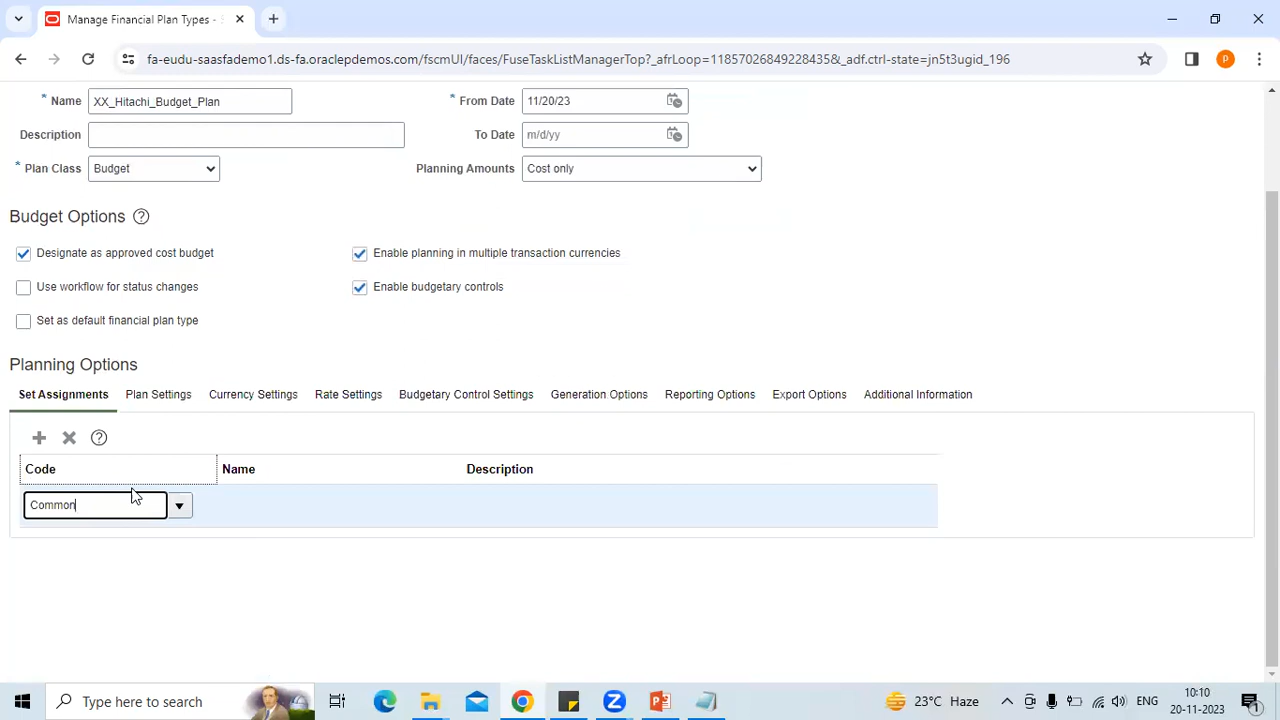 Manage Financial Plan Types - S
fa-eudu-saasfademo1.ds-fa.oraclepdemos.com/fscmUI/faces/FuseTaskListManagerTop?_afrLoop=11857026849228435&_adf.ctrl-state=jn5t3ugid_196
P
* Name XX_Hitachi_Budget_Plan * From Date 11/20/23
Description To Date m/d/yy
* Plan Class Budget Planning Amounts Cost only
Budget Options ?
Designate as approved cost budget Enable planning in multiple transaction currencies
Use workflow for status changes Enable budgetary controls
Set as default financial plan type
Planning Options
Set Assignments Plan Settings Currency Settings Rate Settings Budgetary Control Settings Generation Options Reporting Options Export Options Additional Information
?
Code Name Description
Common
Type here to search 23°C Haze ENG 10:10
20-11-2023 1